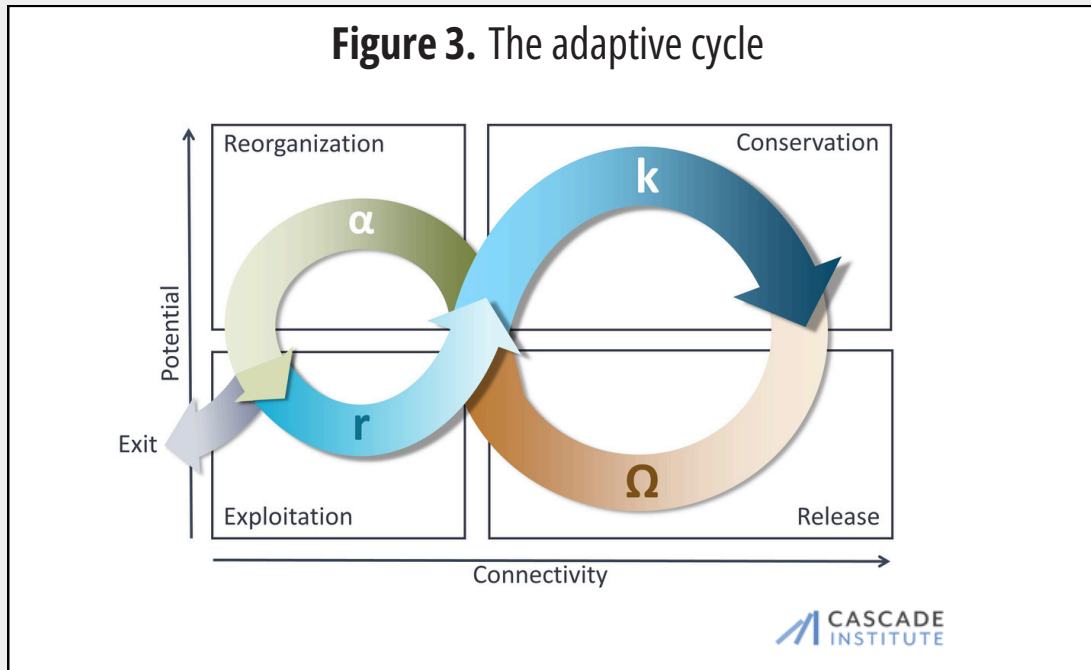 Figure 3. The adaptive cycle
Reorganization
Conservation
α
k
Potential
Exit
r
Ω
Exploitation
Release
Connectivity
CASCADE
INSTITUTE